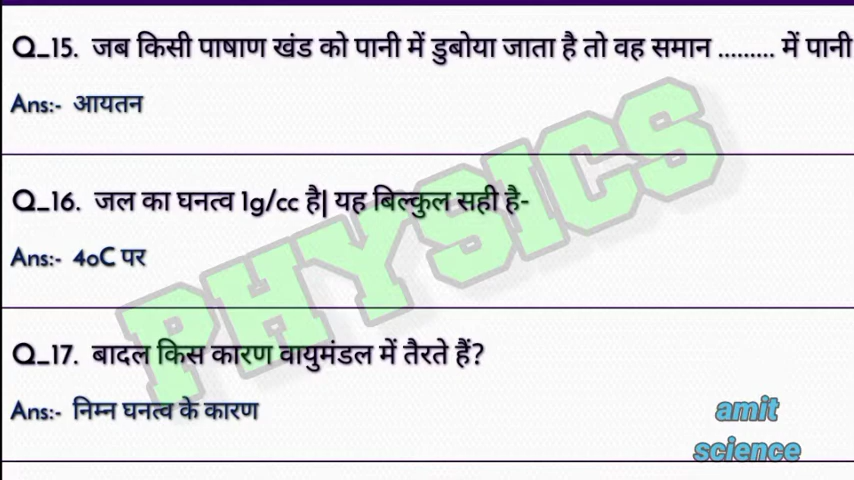 Q_15. जब किसी पाषाण खंड को पानी में डुबोया जाता है तो वह समान ......... में पानी
Ans:- आयतन
Q_16. जल का घनत्व 1g/cc है| यह बिल्कुल सही है-
Ans:- 4oC पर
Q_17. बादल किस कारण वायुमंडल में तैरते हैं?
Ans:- निम्न घनत्व के कारण
PHYSICS
amit
science